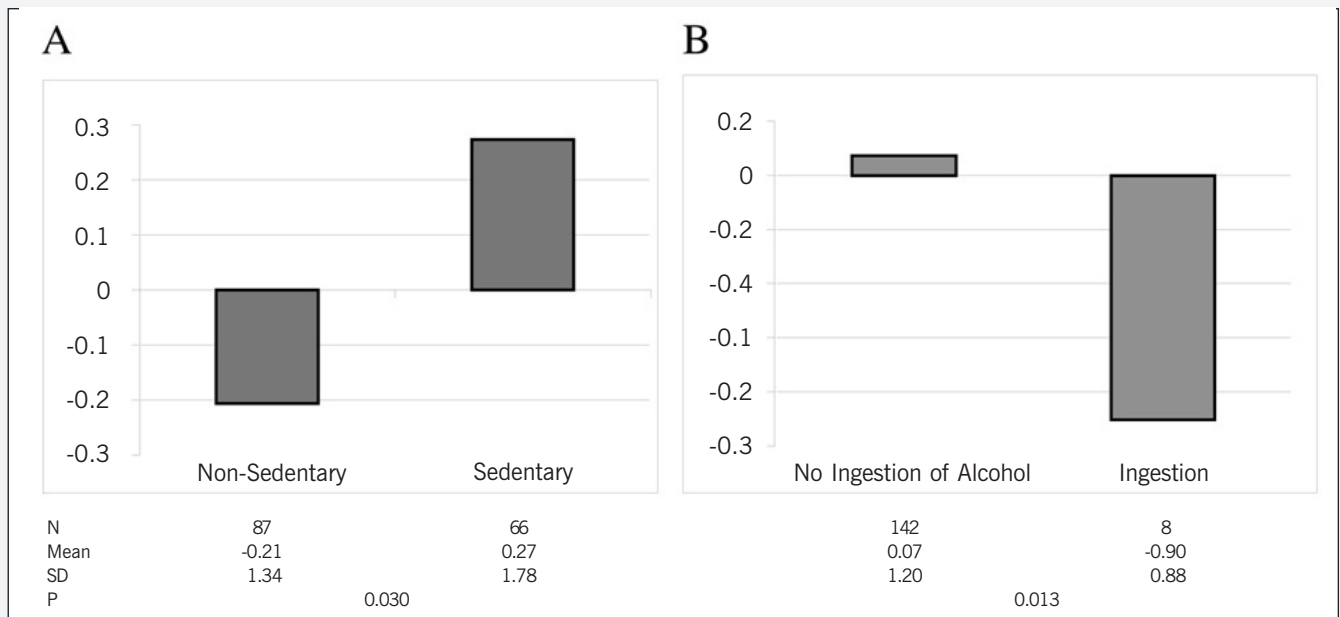 A
B
0.3
0.2
0.1
0
-0.1
-0.2
-0.3
Non-Sedentary Sedentary
0.2
0
-0.2
-0.4
-0.1
-0.2
-0.3
No Ingestion of Alcohol Ingestion
N 87 66 142 8
Mean -0.21 0.27 0.07 -0.90
SD 1.34 1.78 1.20 0.88
P 0.030 0.013